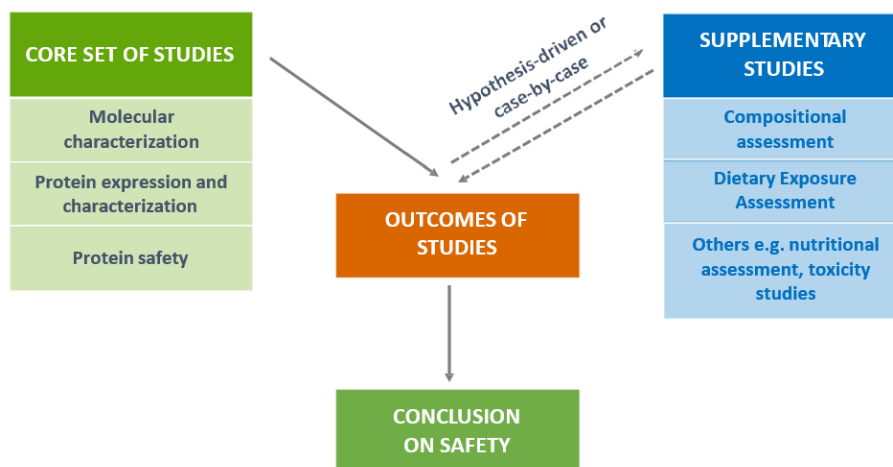 CORE SET OF STUDIES
Molecular
characterization
Protein expression and
characterization
Protein safety
Hypothesis-driven or
case-by-case
SUPPLEMENTARY
STUDIES
Compositional
assessment
Dietary Exposure
Assessment
Others e.g. nutritional
assessment, toxicity
studies
OUTCOMES OF
STUDIES
CONCLUSION
ON SAFETY